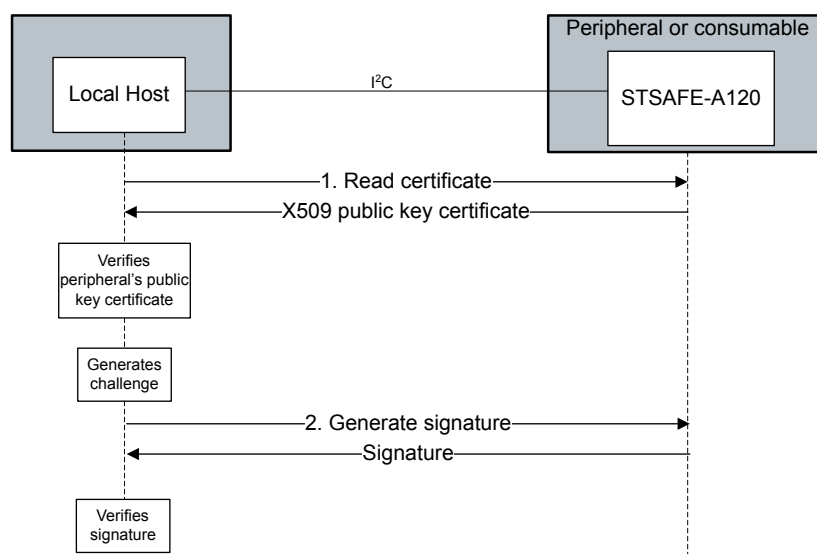 Peripheral or consumable
Local Host
I²C
STSAFE-A120
1. Read certificate
X509 public key certificate
Verifies
peripheral’s public
key certificate
Generates
challenge
2. Generate signature
Signature
Verifies
signature